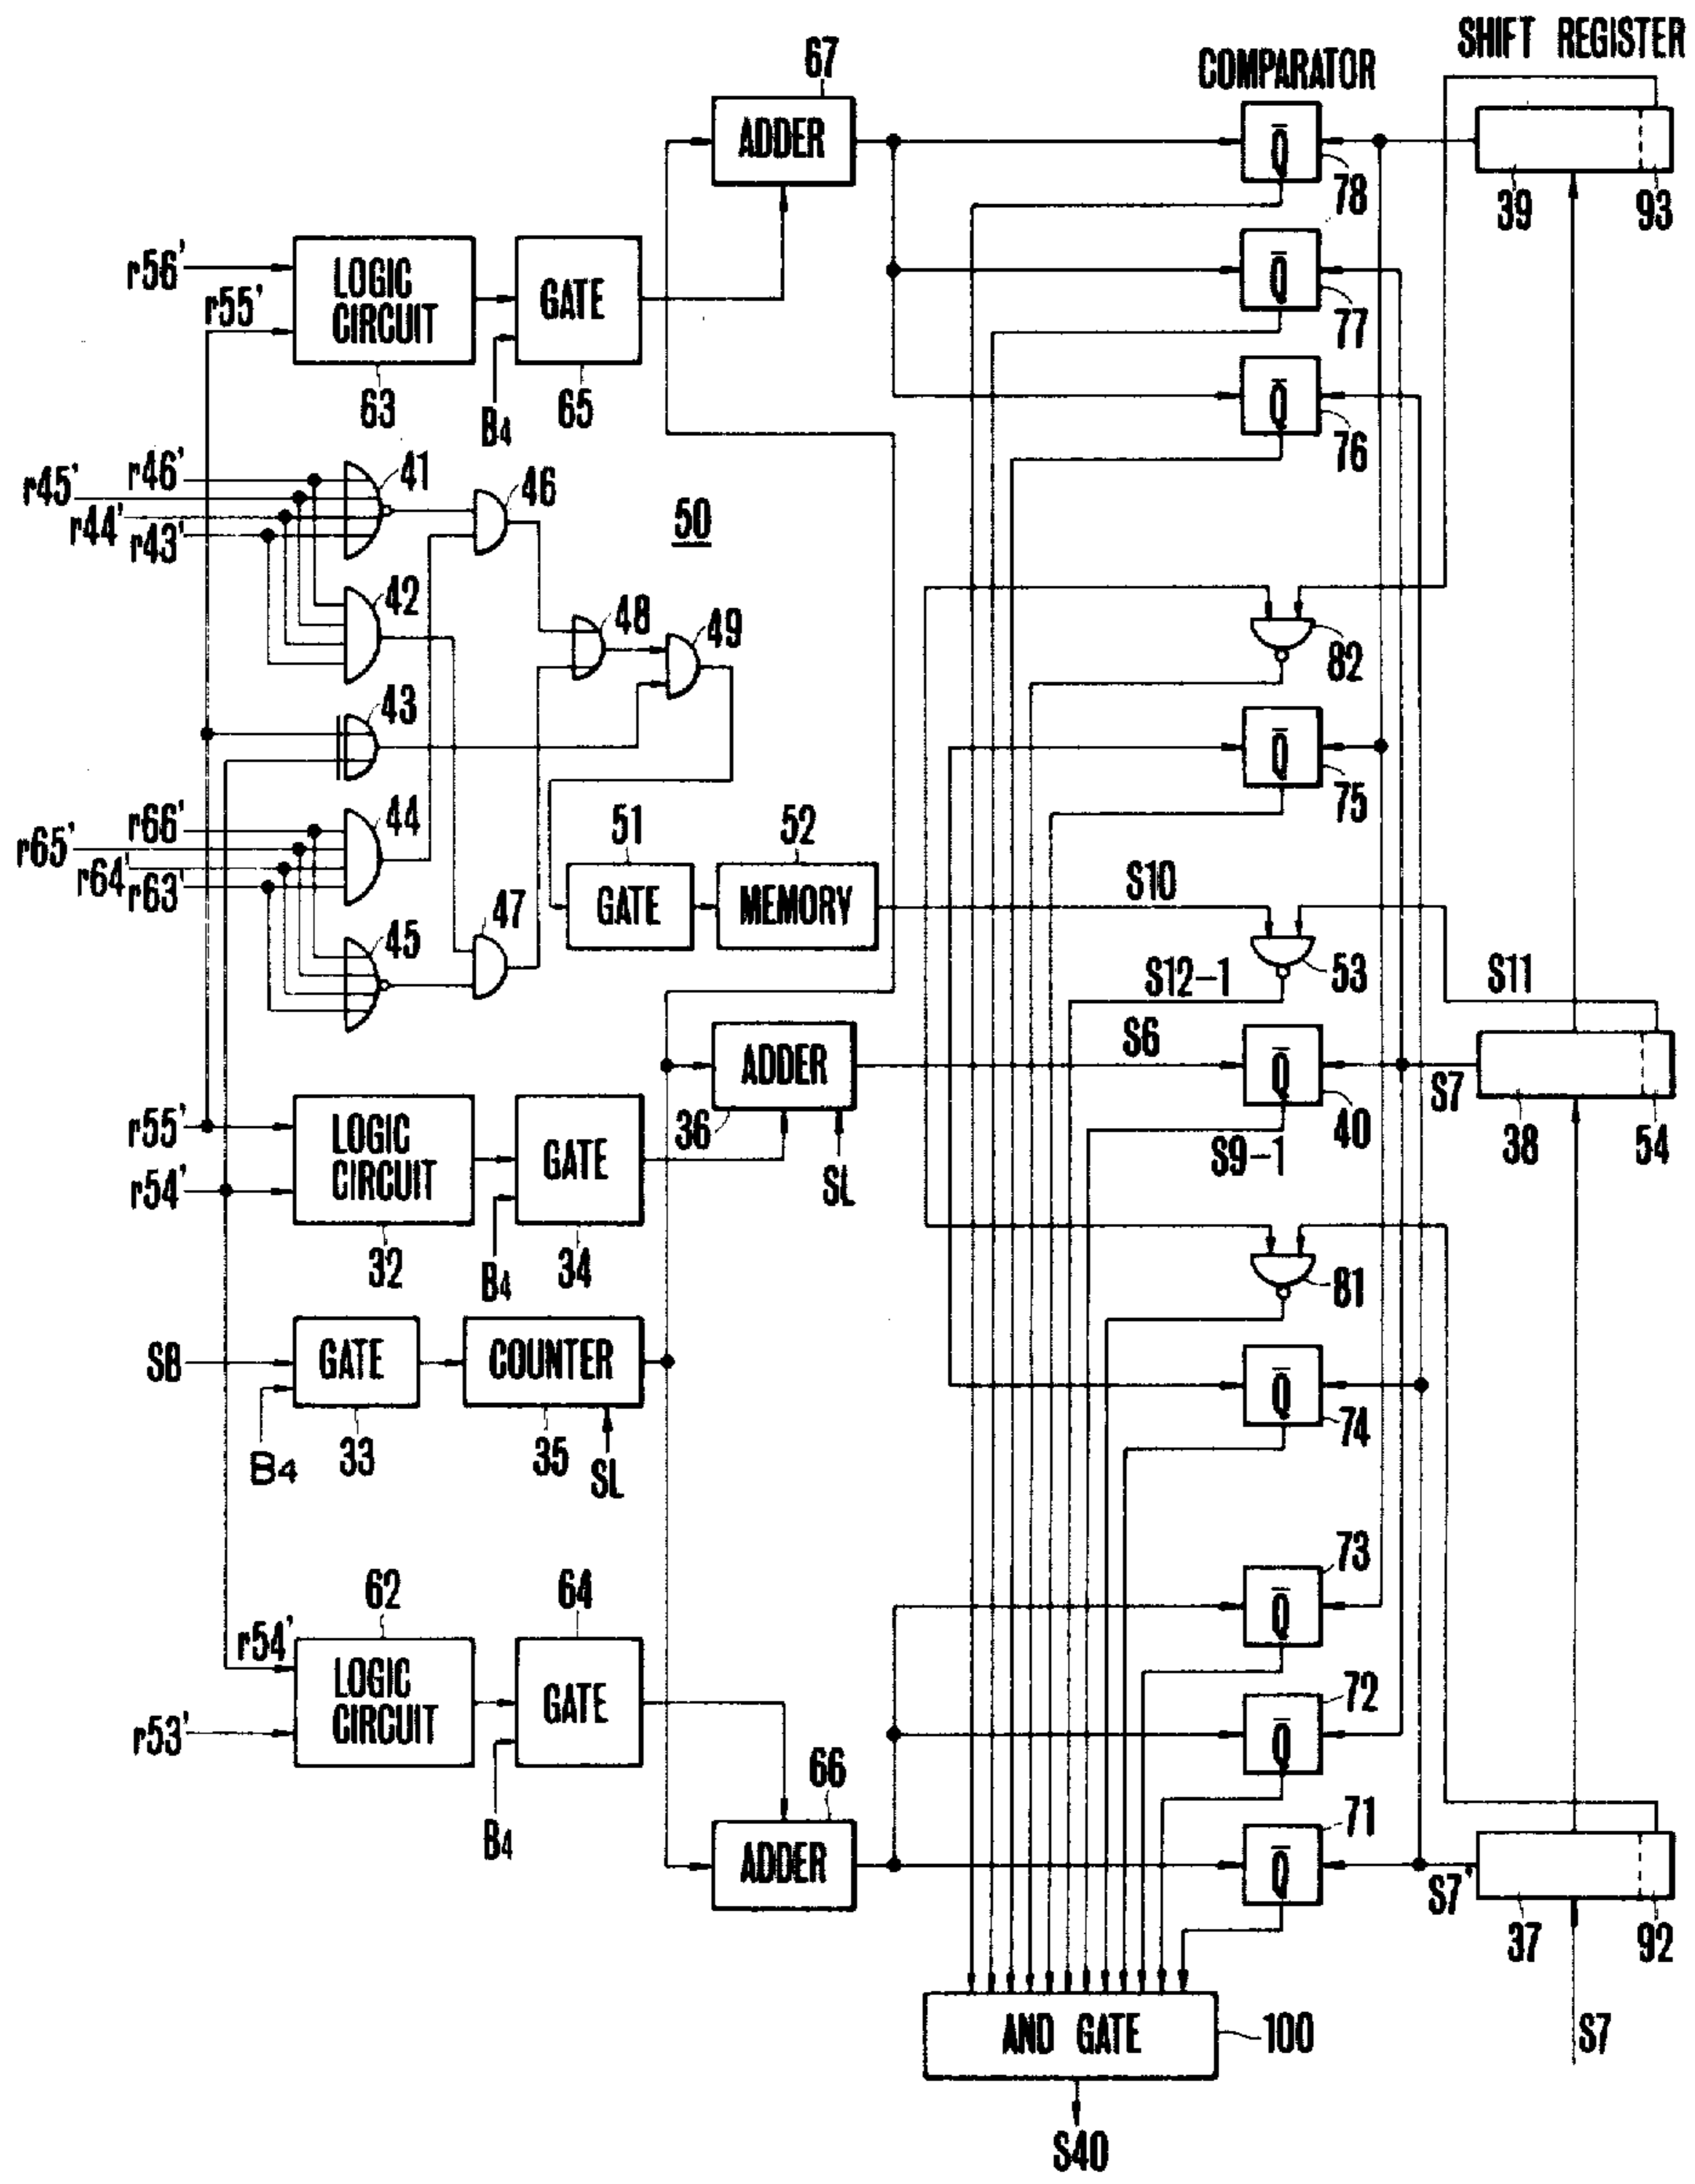 SHIFT REGISTER
COMPARATOR
67
ADDER
Q̄
78
39
93
r56'
r55'
LOGIC CIRCUIT
63
GATE
65
B4
Q̄
77
Q̄
76
r46'
r45'
r44'
r43'
41
46
50
42
48
49
82
43
Q̄
75
r66'
r65'
r64'
r63'
44
51
GATE
52
MEMORY
S10
45
47
53
S12-1
S11
ADDER
36
SL
S6
Q̄
40
S9-1
S7
38
54
r55'
r54'
LOGIC CIRCUIT
32
GATE
34
B4
81
SB
GATE
33
B4
COUNTER
35
SL
Q̄
74
62
64
r54'
r53'
LOGIC CIRCUIT
GATE
B4
73
Q̄
72
Q̄
66
ADDER
71
Q̄
S7'
37
92
AND GATE
100
S7
S40